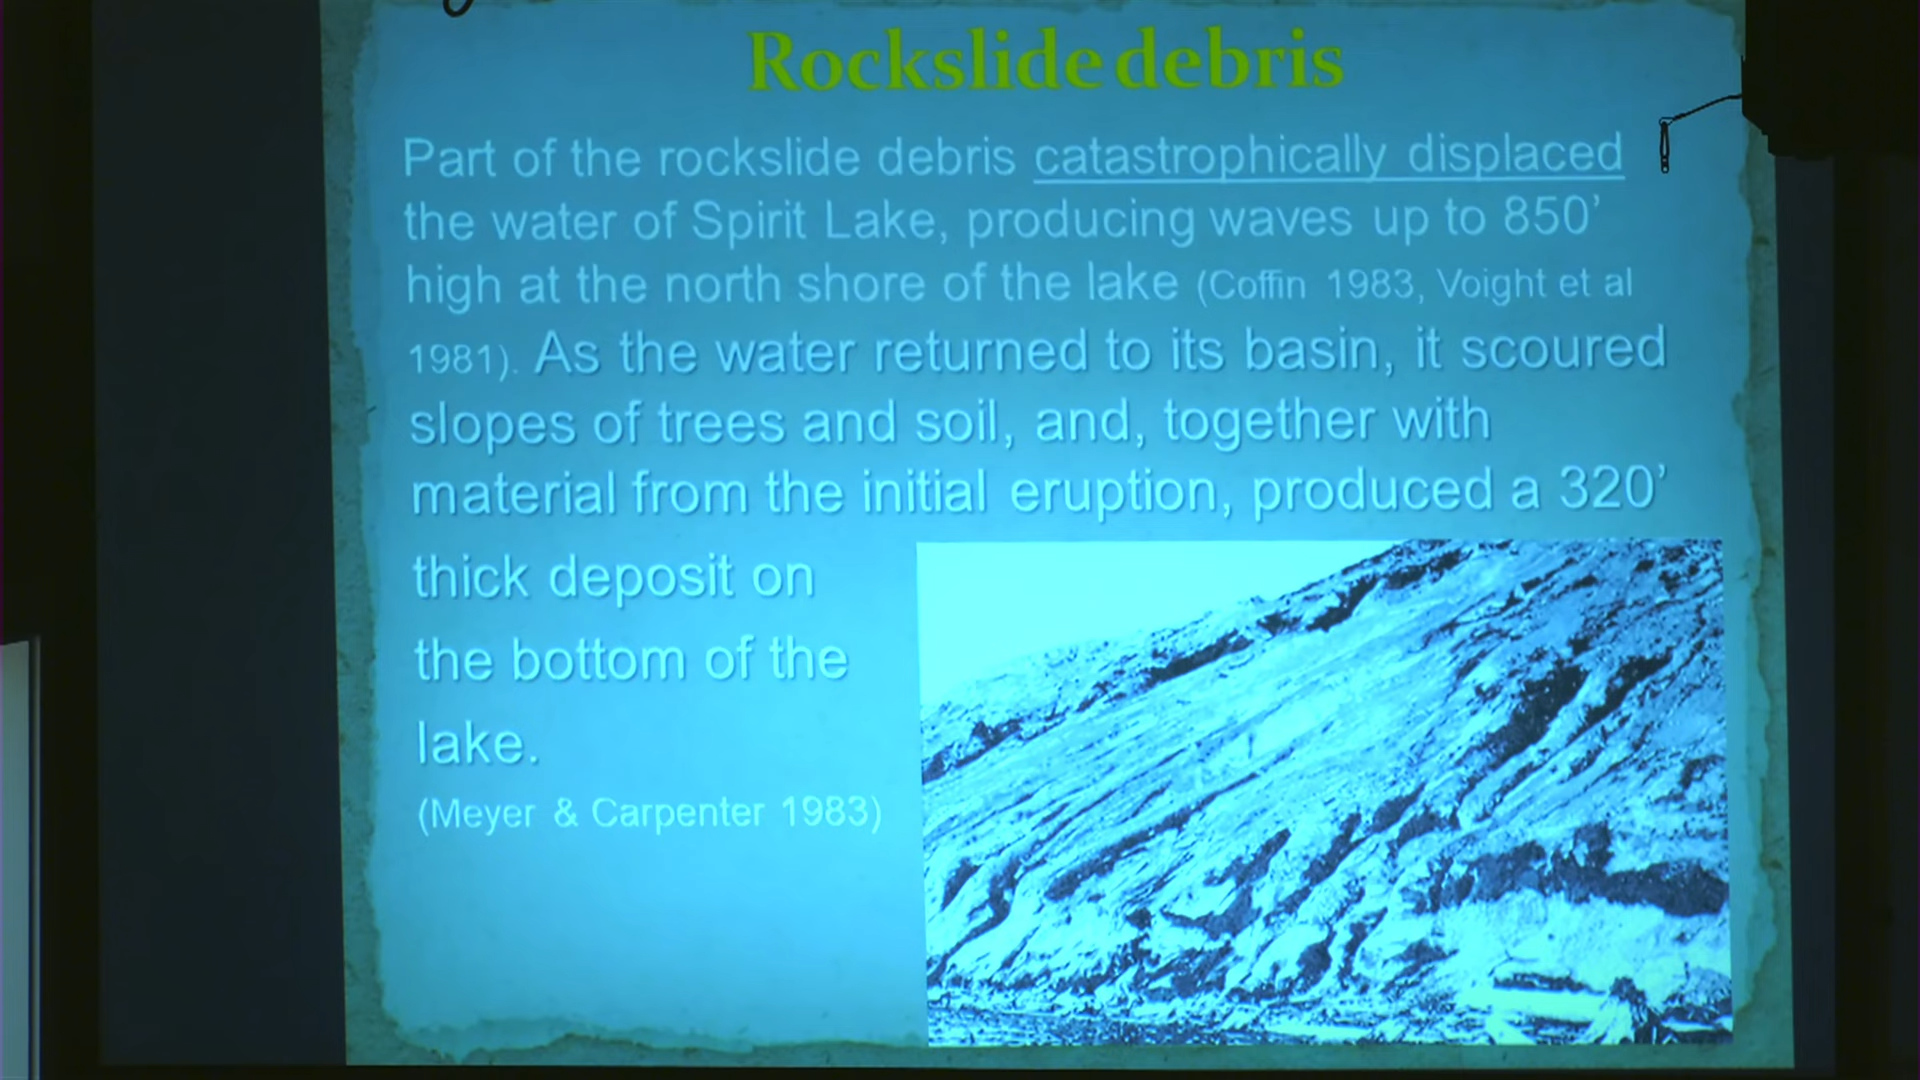 Rockslide debris
Part of the rockslide debris catastrophically displaced
the water of Spirit Lake, producing waves up to 850’
high at the north shore of the lake (Coffin 1983, Voight et al
1981). As the water returned to its basin, it scoured
slopes of trees and soil, and, together with
material from the initial eruption, produced a 320’
thick deposit on
the bottom of the
lake.
(Meyer & Carpenter 1983)